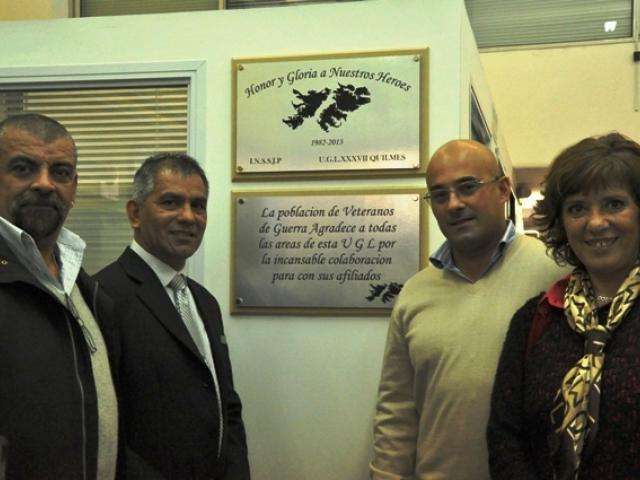 Honor y Gloria a Nuestros Heroes
1982-2013
I.N.S.S.J.P U.G.L.XXXVII QUILMES
La poblacion de Veteranos
de Guerra Agradece a todas
las areas de esta U G L por
la incansable colaboracion
para con sus afiliados